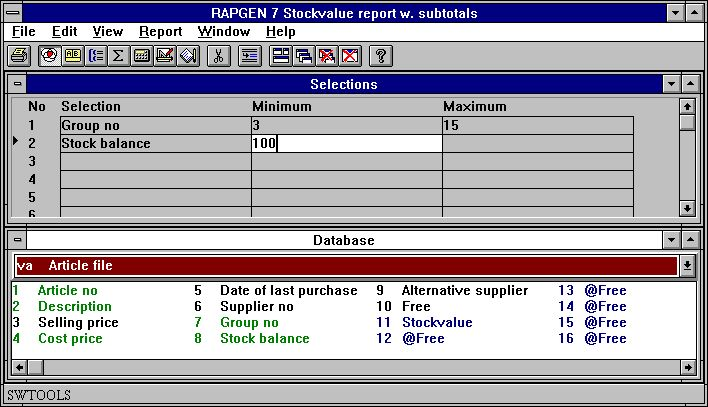 RAPGEN 7 Stockvalue report w. subtotals
File Edit View Report Window Help
Selections
No Selection Minimum Maximum
1 Group no 3 15
2 Stock balance 100
3
4
5
6
Database
va Article file
1 Article no 5 Date of last purchase 9 Alternative supplier 13 @Free
2 Description 6 Supplier no 10 Free 14 @Free
3 Selling price 7 Group no 11 Stockvalue 15 @Free
4 Cost price 8 Stock balance 12 @Free 16 @Free
SWTOOLS